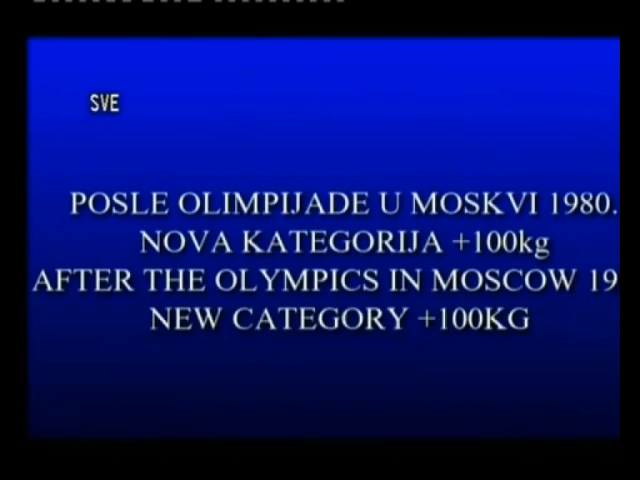 SVE
POSLE OLIMPIJADE U MOSKVI 1980.
NOVA KATEGORIJA +100kg
AFTER THE OLYMPICS IN MOSCOW 19
NEW CATEGORY +100KG